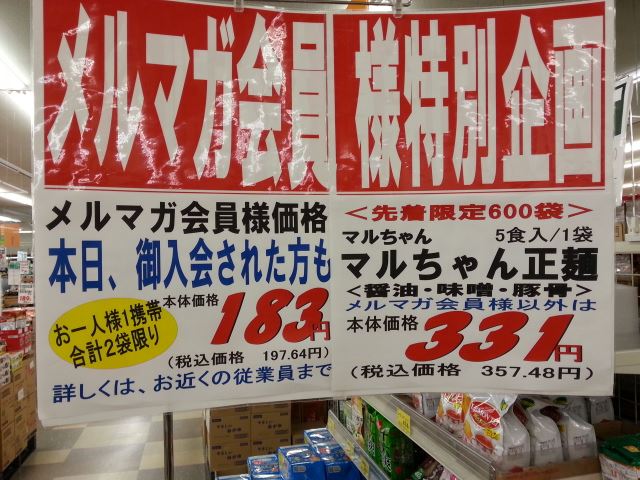 メルマガ会員様特別企画
メルマガ会員様価格
本日、御入会された方も
お一人様1携帯
合計2袋限り
本体価格
183円
(税込価格 197.64円)
詳しくは、お近くの従業員まで
<先着限定600袋>
マルちゃん 5食入/1袋
マルちゃん正麺
<醤油・味噌・豚骨>
メルマガ会員様以外は
本体価格
331円
(税込価格 357.48円)